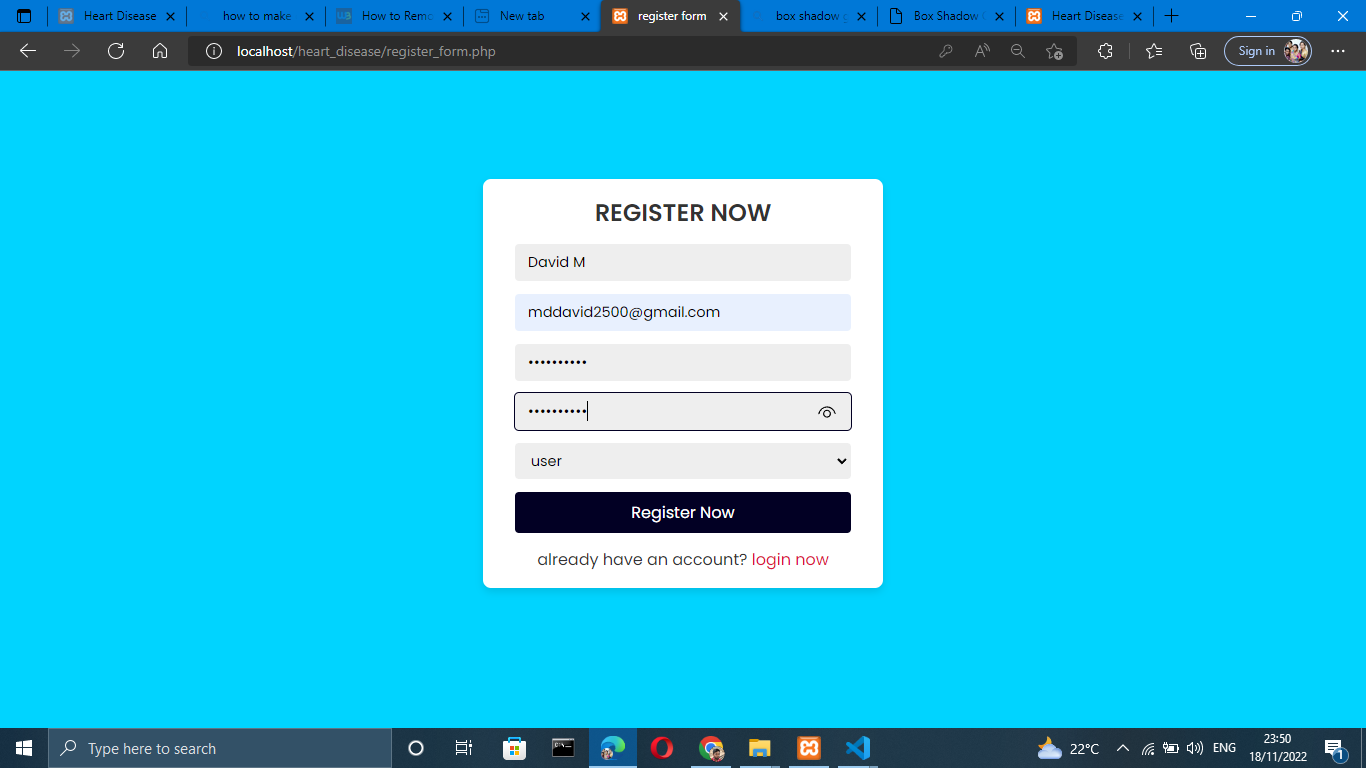 Heart Disease
how to make
How to Remo
New tab
register form
box shadow g
Box Shadow
Heart Disease
localhost/heart_disease/register_form.php
Sign in
REGISTER NOW
David M
mddavid2500@gmail.com
••••••••••
••••••••••
user
Register Now
already have an account? login now
Type here to search
22°C
ENG
23:50
18/11/2022
1